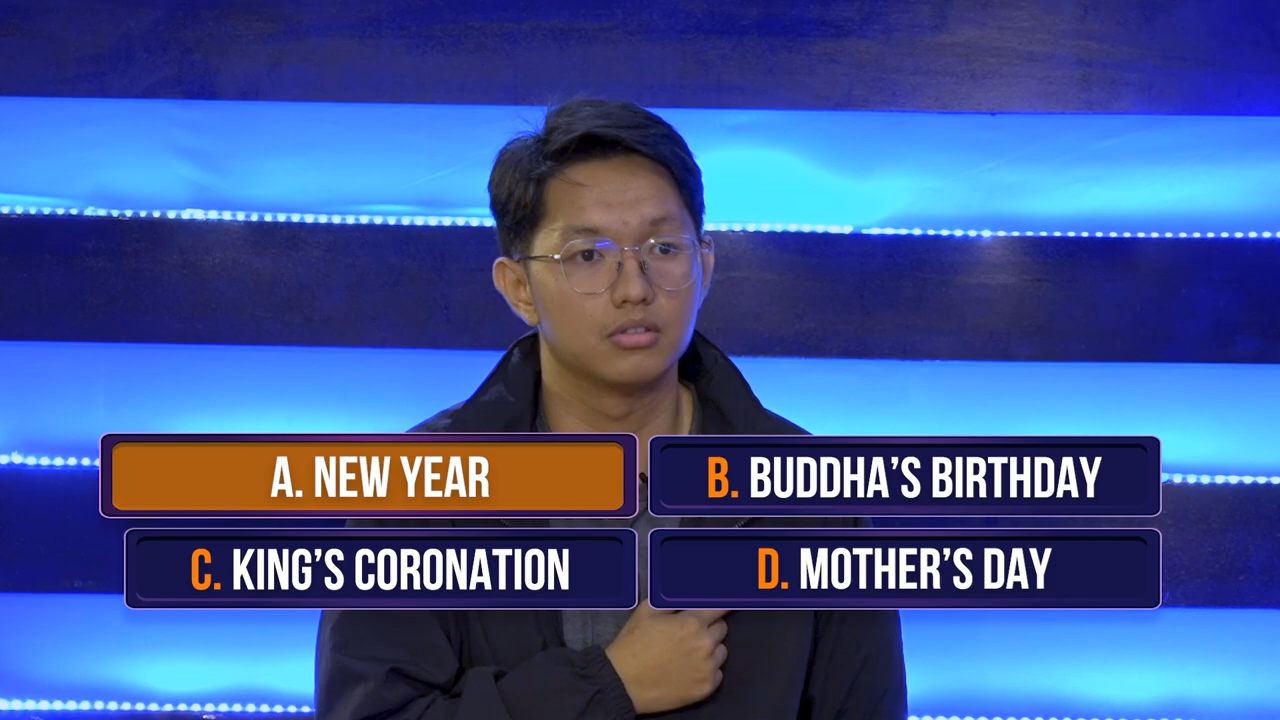 A. NEW YEAR
B. BUDDHA’S BIRTHDAY
C. KING’S CORONATION
D. MOTHER’S DAY